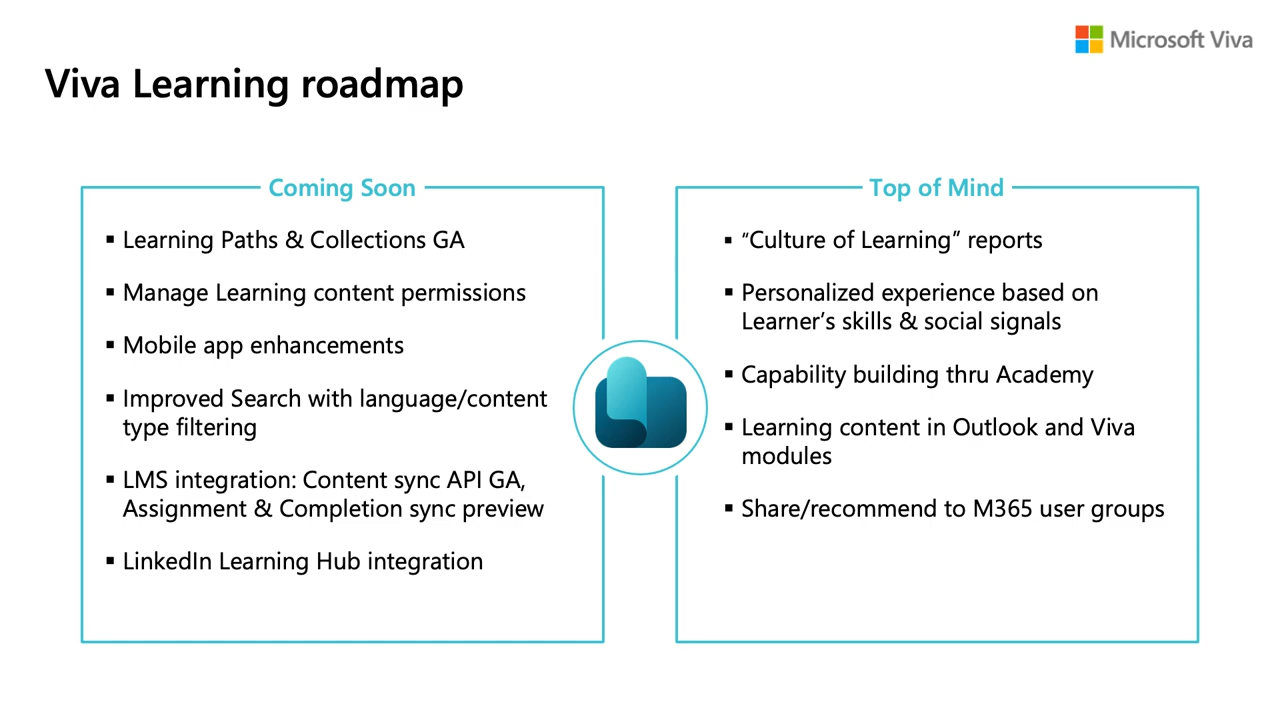 Microsoft Viva
Viva Learning roadmap
Coming Soon
▪ Learning Paths & Collections GA
▪ Manage Learning content permissions
▪ Mobile app enhancements
▪ Improved Search with language/content
type filtering
▪ LMS integration: Content sync API GA,
Assignment & Completion sync preview
▪ LinkedIn Learning Hub integration
Top of Mind
▪ “Culture of Learning” reports
▪ Personalized experience based on
Learner’s skills & social signals
▪ Capability building thru Academy
▪ Learning content in Outlook and Viva
modules
▪ Share/recommend to M365 user groups